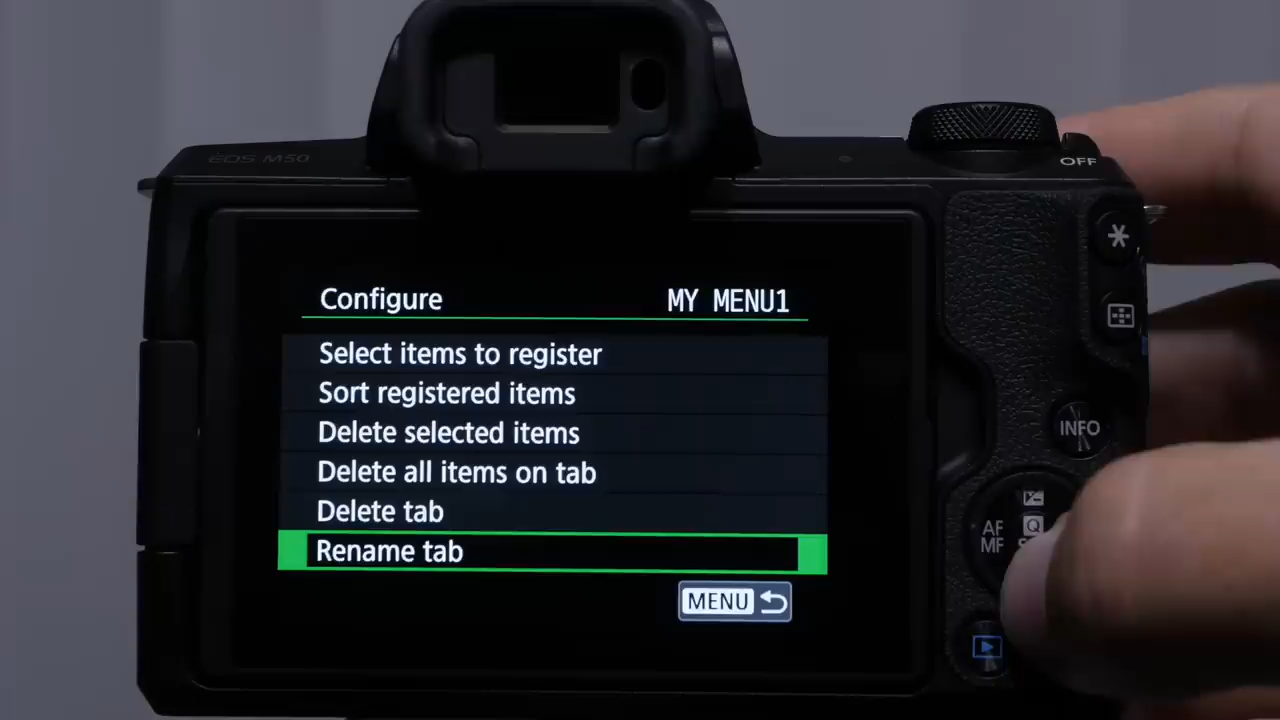 EOS M50
OFF
Configure MY MENU1
Select items to register
Sort registered items
Delete selected items
Delete all items on tab
Delete tab
Rename tab
MENU
INFO
AF
MF
Q